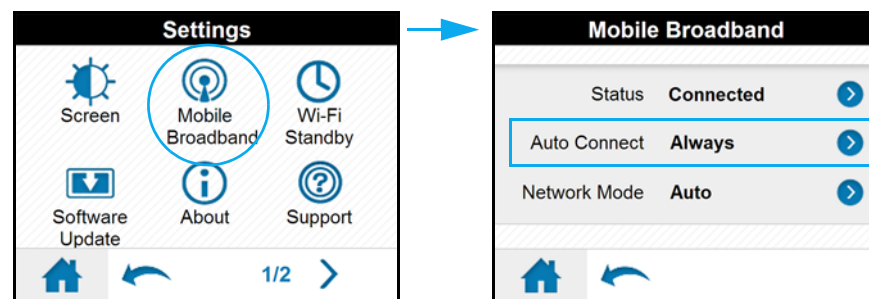 Settings
Screen
Mobile
Broadband
Wi-Fi
Standby
Software
Update
About
Support
1/2
Mobile Broadband
Status Connected
Auto Connect Always
Network Mode Auto